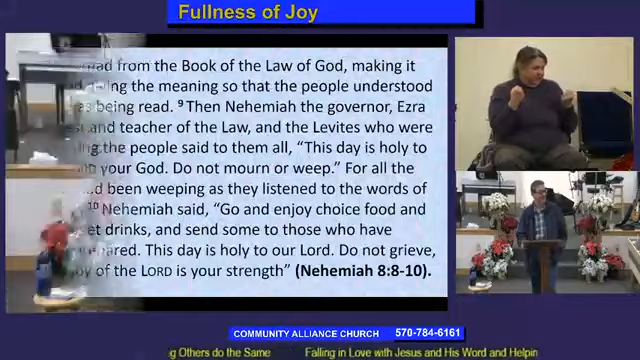 Fullness of Joy
from the Book of the Law of God, making it
the meaning so that the people understood
being read. ⁹ Then Nehemiah the governor, Ezra
and teacher of the Law, and the Levites who were
the people said to them all, “This day is holy to
your God. Do not mourn or weep.” For all the
been weeping as they listened to the words of
¹⁰ Nehemiah said, “Go and enjoy choice food and
drinks, and send some to those who have
This day is holy to our Lord. Do not grieve,
of the LORD is your strength” (Nehemiah 8:8-10).
COMMUNITY ALLIANCE CHURCH 570-784-6161
g Others do the Same Falling in Love with Jesus and His Word and Helpin